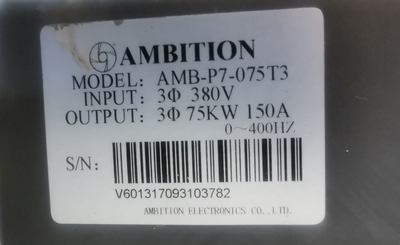 AMBITION
MODEL: AMB-P7-075T3
INPUT: 3Φ 380V
OUTPUT: 3Φ 75KW 150A
0~400HZ
S/N:
V601317093103782
AMBITION ELECTRONICS CO.,LTD.